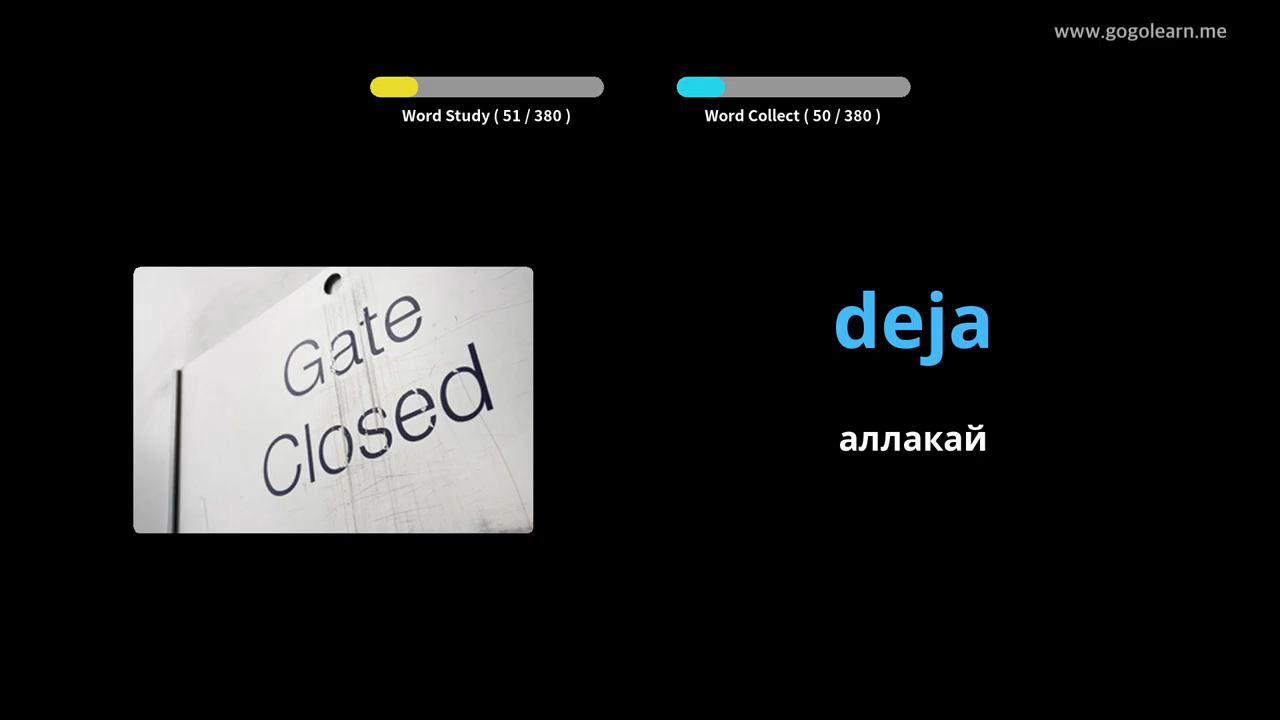 www.gogolearn.me
Word Study ( 51 / 380 )
Word Collect ( 50 / 380 )
Gate
Closed
deja
аллакай